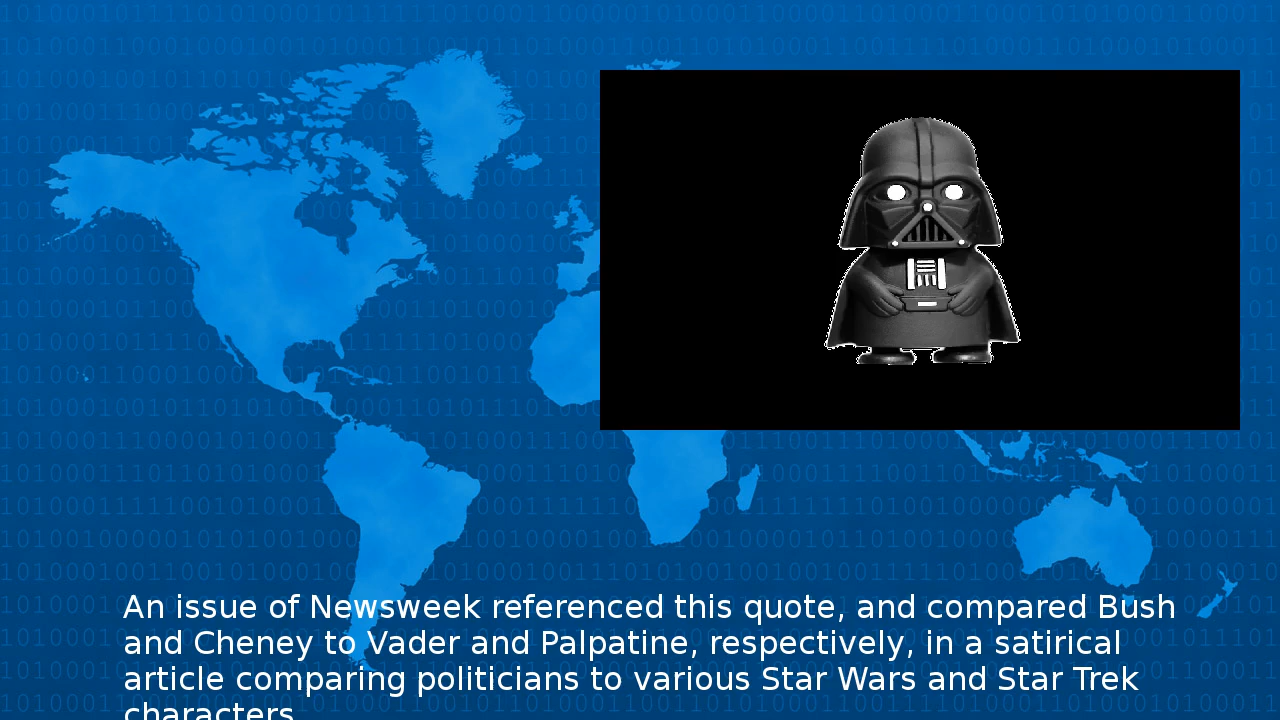 An issue of Newsweek referenced this quote, and compared Bush
and Cheney to Vader and Palpatine, respectively, in a satirical
article comparing politicians to various Star Wars and Star Trek
characters